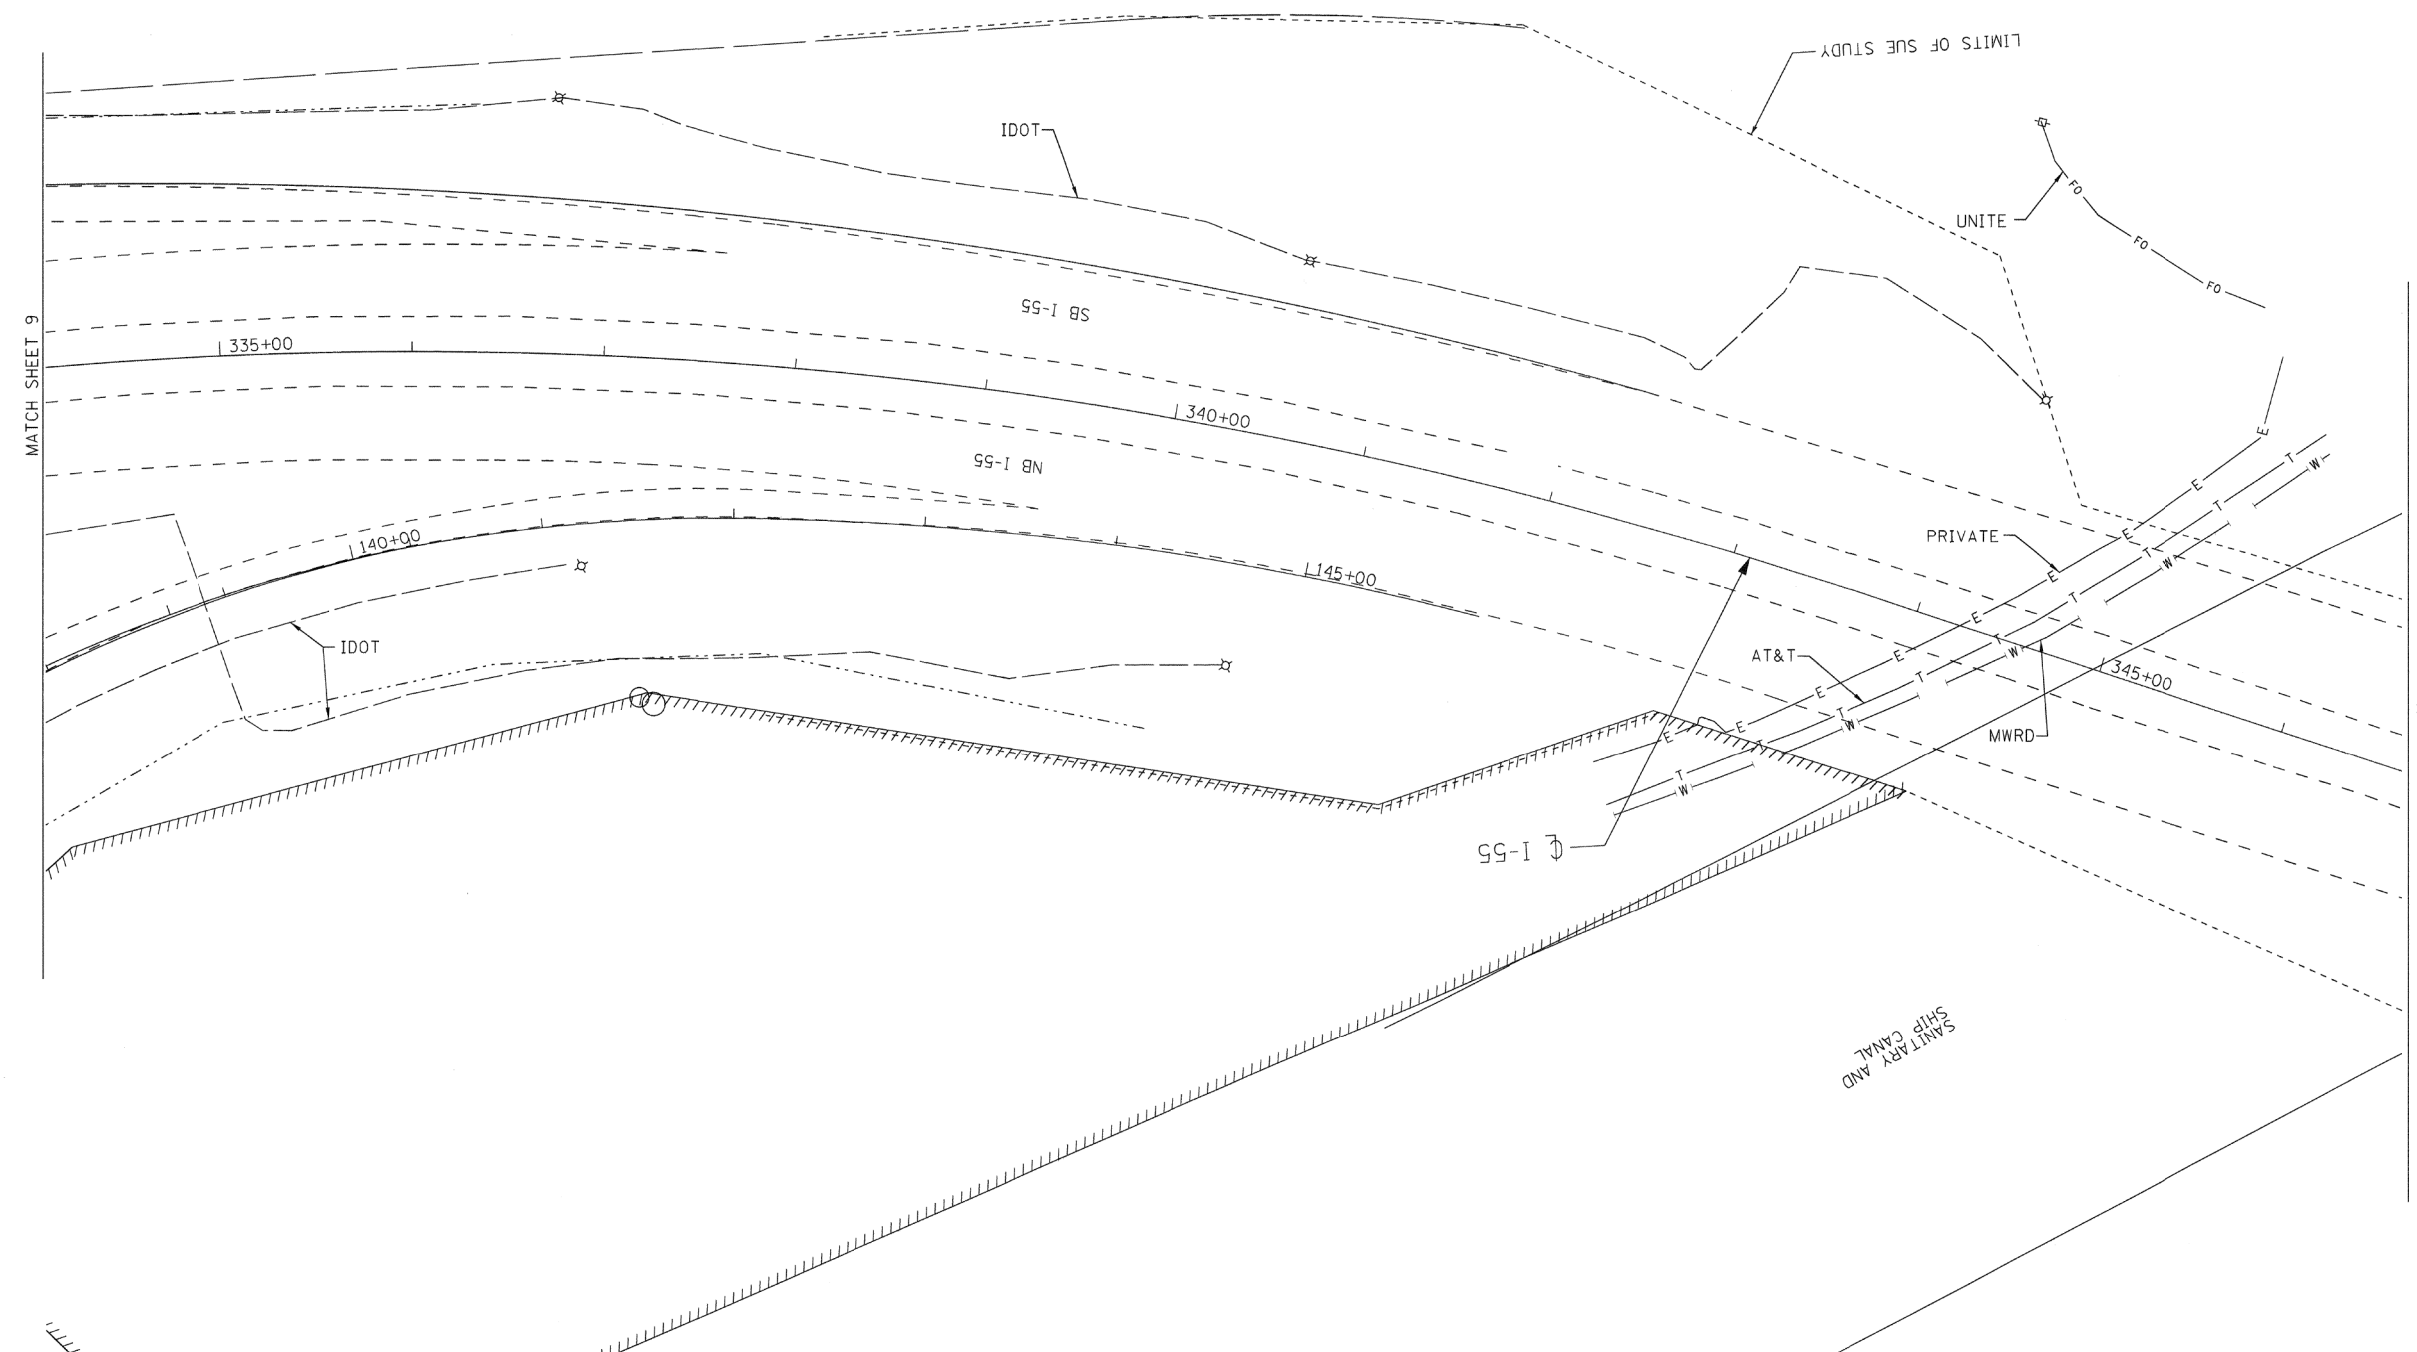 LIMITS OF SUE STUDY
IDOT
FO
UNITE
FO
FO
SB I-55
MATCH SHEET 9
335+00
340+00
NB I-55
E
T
W
E
T
PRIVATE
E
140+00
T
W
145+00
E
T
E
T
IDOT
W
AT&T
E
345+00
T
E
MWRD
T
W
E
E
T
W
℄ I-55
SANITARY AND
SHIP CANAL